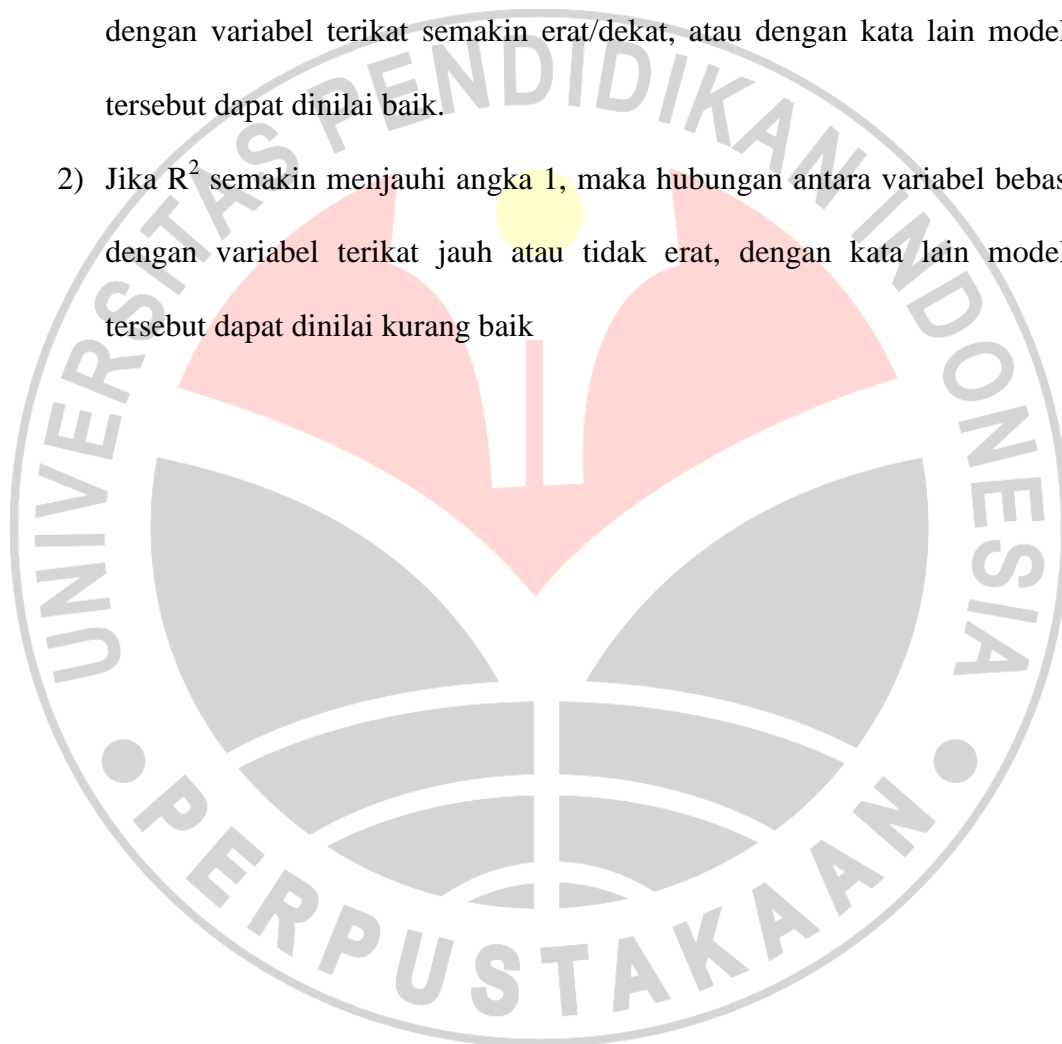 dengan variabel terikat semakin erat/dekat, atau dengan kata lain model
tersebut dapat dinilai baik.
2) Jika R² semakin menjauhi angka 1, maka hubungan antara variabel bebas
dengan variabel terikat jauh atau tidak erat, dengan kata lain model
tersebut dapat dinilai kurang baik
UNIVERSITAS PENDIDIKAN INDONESIA
PERPUSTAKAAN